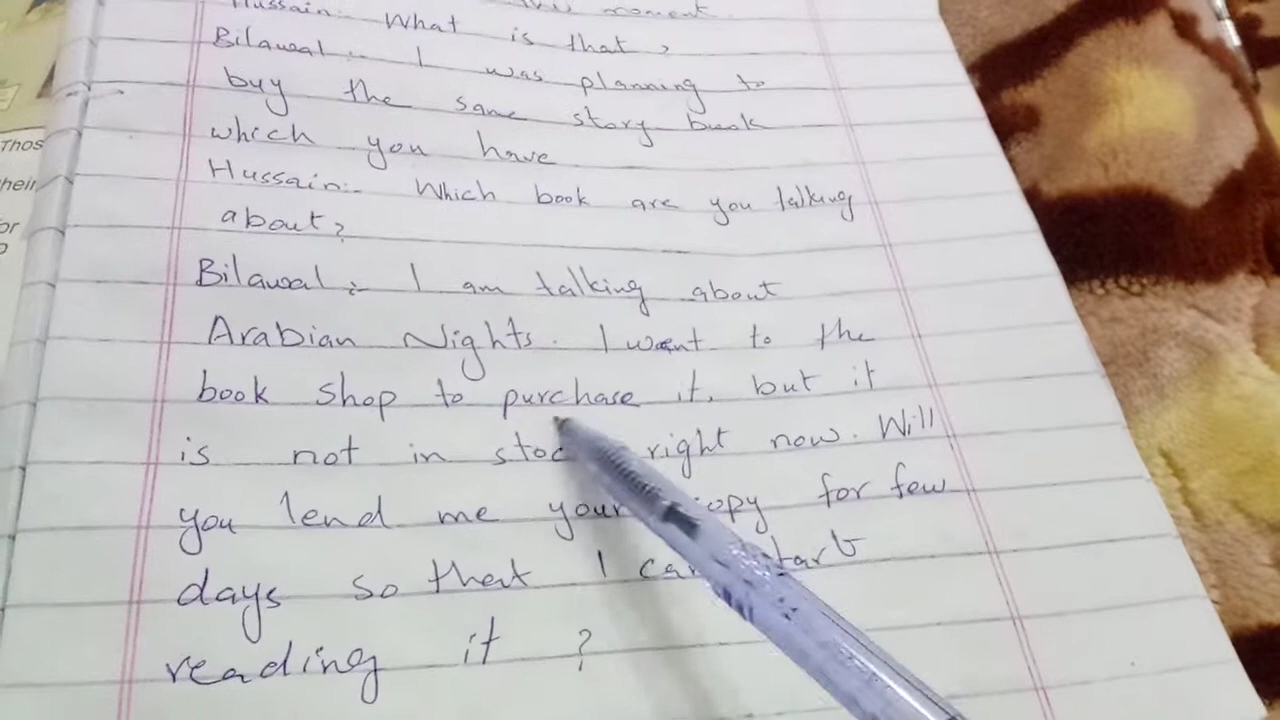 Hussain:- What is that?
moment.
Bilawal:- I was planning to
buy the same story book
which you have
Hussain:- Which book are you talking
about?
Bilawal:- I am talking about
Arabian Nights. I went to the
book shop to purchase it, but it
is not in right now. Will
you lend me for few
days so that I
reading it ?
Thos